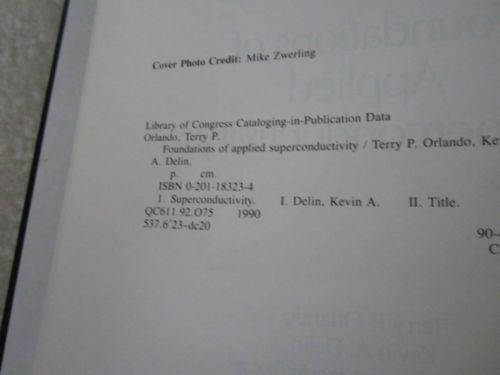 Cover Photo Credit: Mike Zwerling
Library of Congress Cataloging-in-Publication Data
Orlando, Terry P.
Foundations of applied superconductivity / Terry P. Orlando, Ke
A. Delin.
p. cm.
ISBN 0-201-18323-4
1. Superconductivity. I. Delin, Kevin A. II. Title.
QC611.92.O75 1990
537.6'23-dc20
90-
C